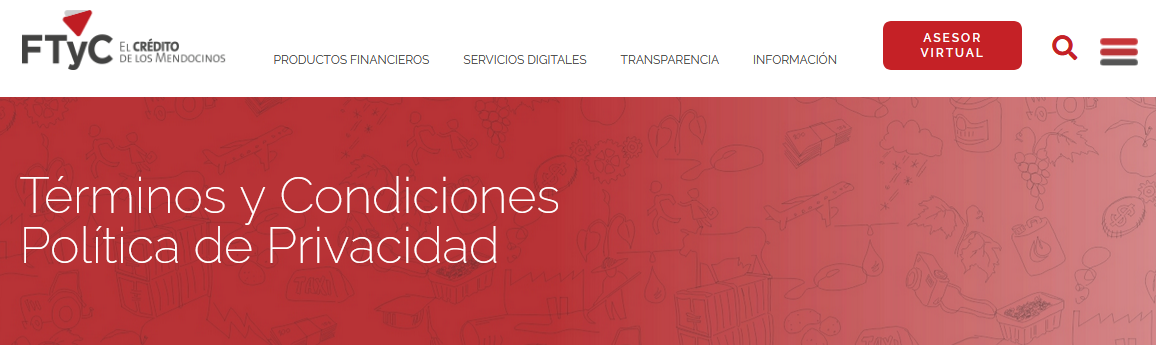 FTyC EL CRÉDITO
DE LOS MENDOCINOS
PRODUCTOS FINANCIEROS SERVICIOS DIGITALES TRANSPARENCIA INFORMACIÓN
ASESOR
VIRTUAL
Términos y Condiciones
Política de Privacidad